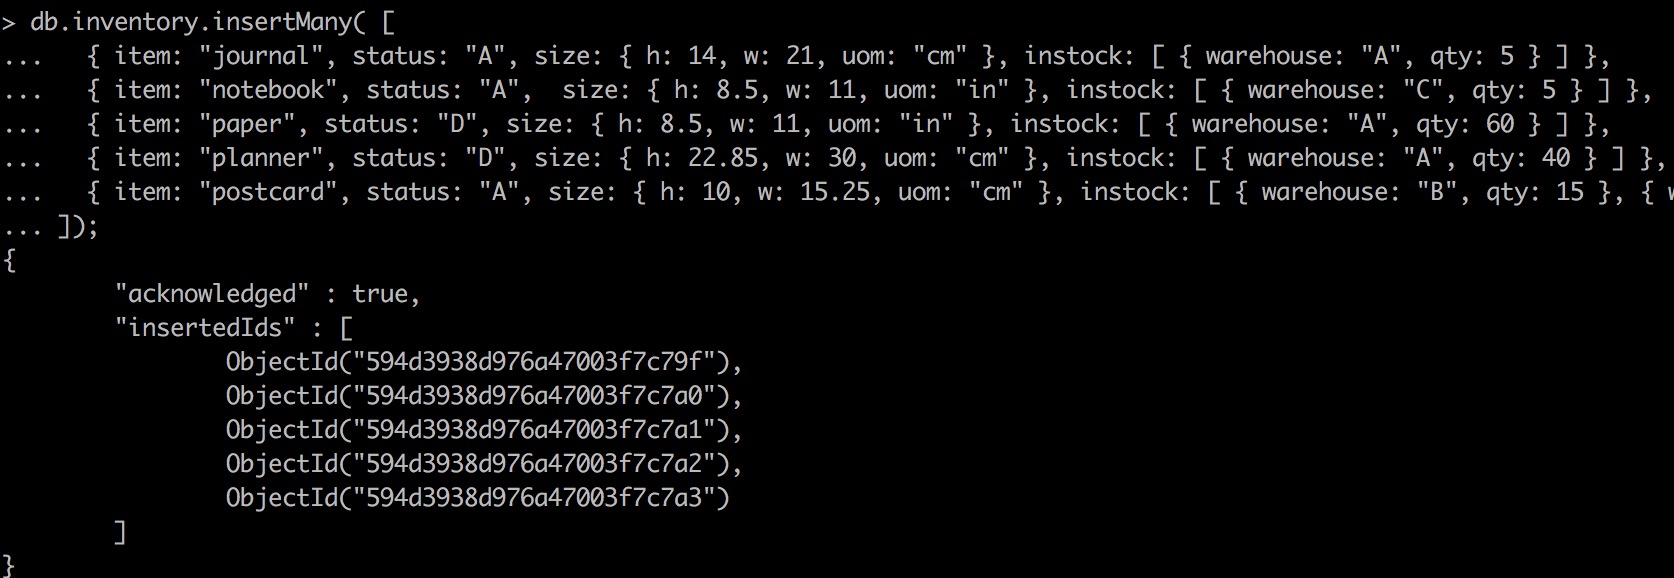 > db.inventory.insertMany( [
...   { item: "journal", status: "A", size: { h: 14, w: 21, uom: "cm" }, instock: [ { warehouse: "A", qty: 5 } ] },
...   { item: "notebook", status: "A",  size: { h: 8.5, w: 11, uom: "in" }, instock: [ { warehouse: "C", qty: 5 } ] },
...   { item: "paper", status: "D", size: { h: 8.5, w: 11, uom: "in" }, instock: [ { warehouse: "A", qty: 60 } ] },
...   { item: "planner", status: "D", size: { h: 22.85, w: 30, uom: "cm" }, instock: [ { warehouse: "A", qty: 40 } ] },
...   { item: "postcard", status: "A", size: { h: 10, w: 15.25, uom: "cm" }, instock: [ { warehouse: "B", qty: 15 }, {
... ]);
{
        "acknowledged" : true,
        "insertedIds" : [
                ObjectId("594d3938d976a47003f7c79f"),
                ObjectId("594d3938d976a47003f7c7a0"),
                ObjectId("594d3938d976a47003f7c7a1"),
                ObjectId("594d3938d976a47003f7c7a2"),
                ObjectId("594d3938d976a47003f7c7a3")
        ]
}